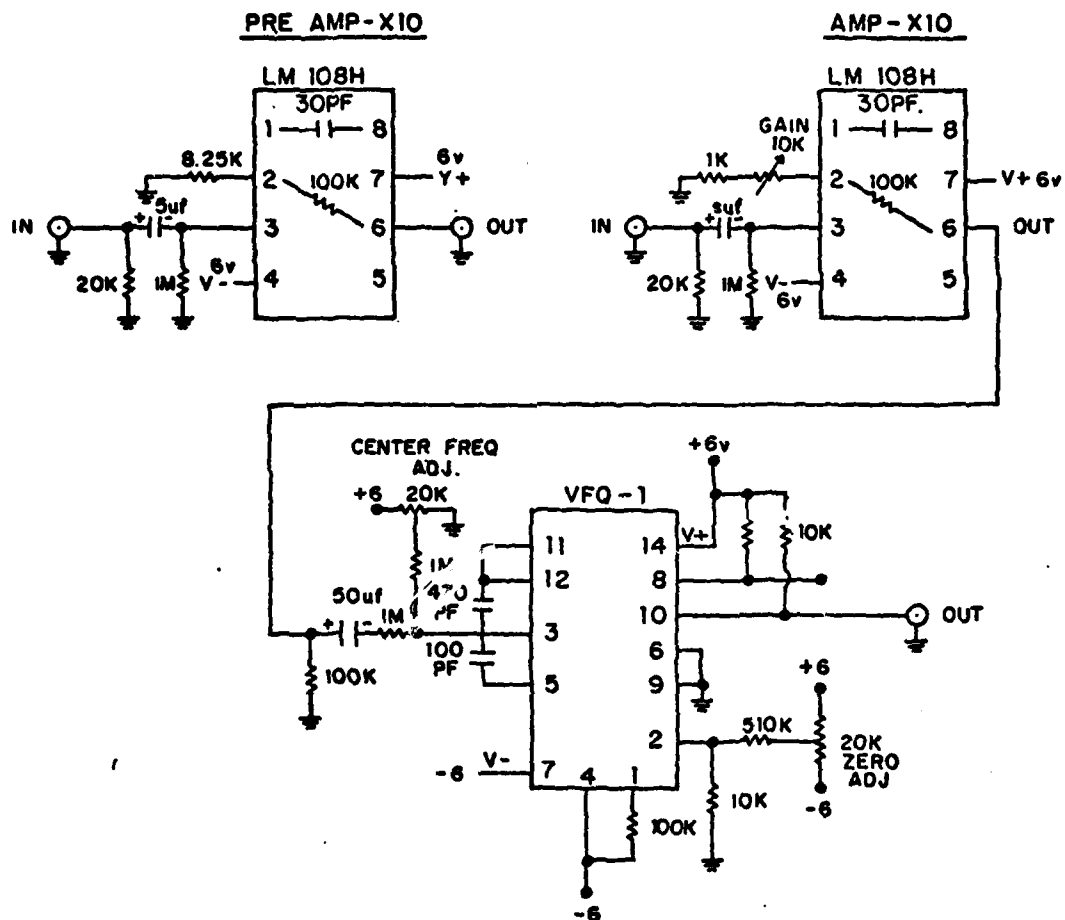 PRE AMP-X10
LM 108H
30PF
1
8
8.25K
2
100K
7
6v
Y+
IN
+
5uf
-
3
6
OUT
20K
1M
6v
V-
4
5
AMP-X10
LM 108H
30PF.
1
8
GAIN
10K
1K
2
100K
7
V+ 6v
IN
+
suf
-
3
6
OUT
20K
1M
V-
6v
4
5
CENTER FREQ
ADJ.
+6
20K
VFQ-1
+6v
11
14
V+
10K
1M
12
8
470
PF
50uf
+
-
1M
3
10
OUT
100
PF
6
100K
5
9
+6
2
510K
20K
ZERO
ADJ
-6
V-
7
4
1
10K
-6
100K
-6